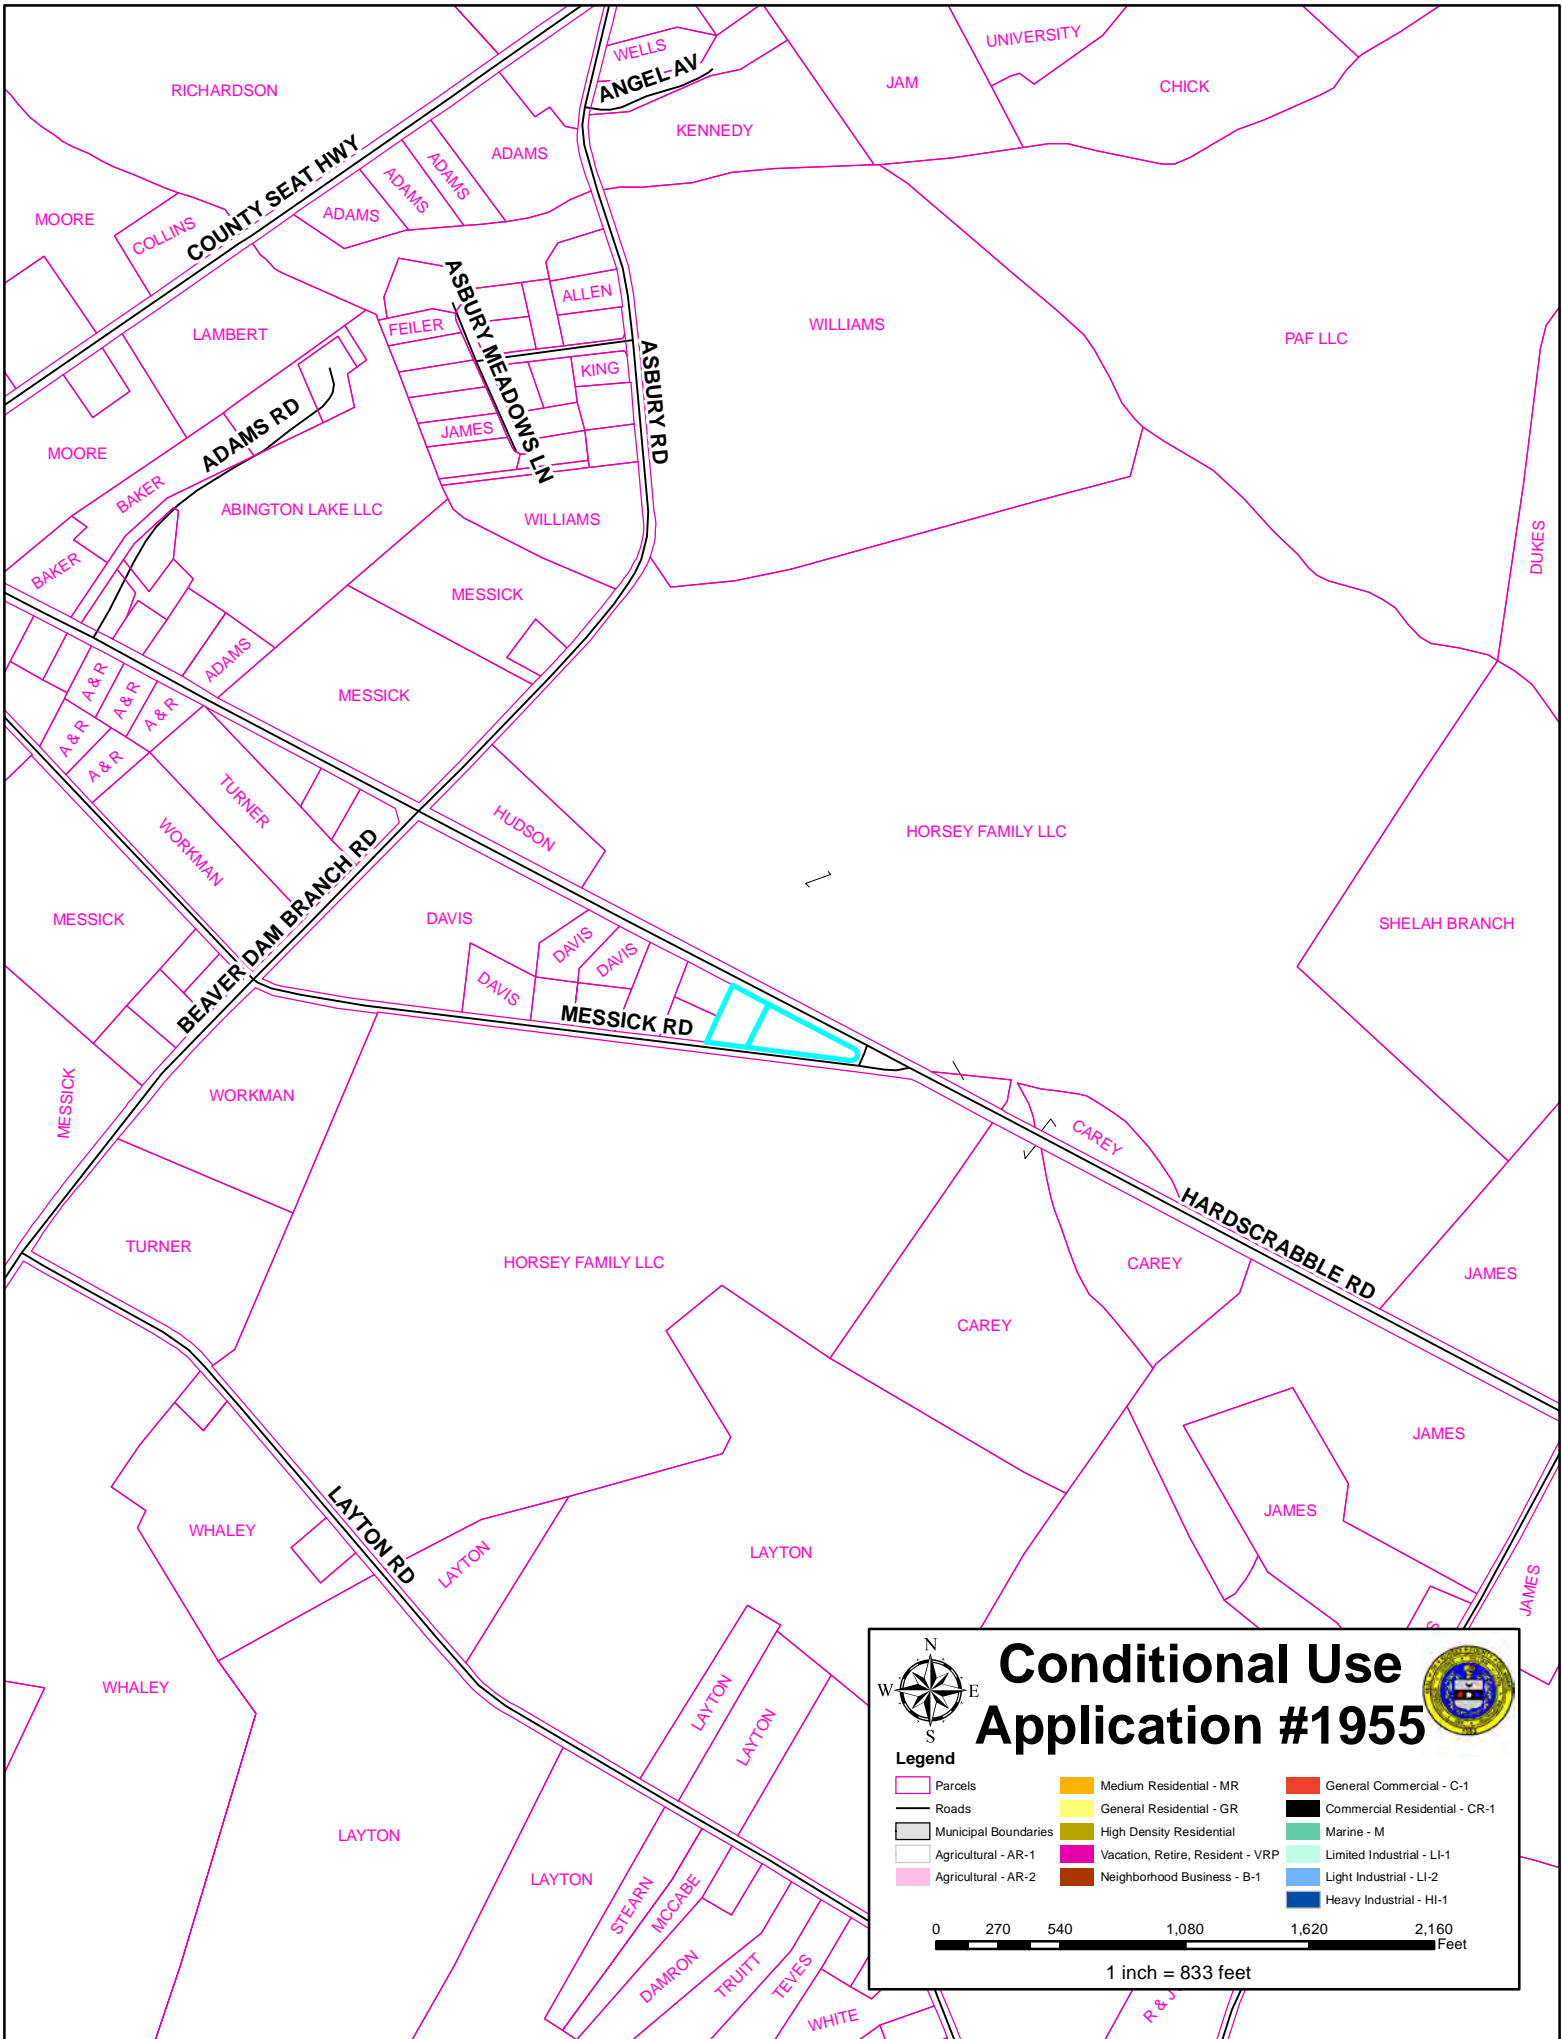 WELLS
UNIVERSITY
ANGEL AV
JAM
CHICK
RICHARDSON
KENNEDY
COUNTY SEAT HWY
ADAMS
ADAMS
ADAMS
ADAMS
MOORE
COLLINS
ALLEN
ASBURY MEADOWS LN
FEILER
LAMBERT
WILLIAMS
PAF LLC
KING
ASBURY RD
ADAMS RD
JAMES
MOORE
BAKER
ABINGTON LAKE LLC
WILLIAMS
DUKES
BAKER
MESSICK
ADAMS
A & R
A & R
A & R
MESSICK
A & R
A & R
TURNER
HUDSON
HORSEY FAMILY LLC
WORKMAN
BEAVER DAM BRANCH RD
MESSICK
DAVIS
DAVIS
DAVIS
DAVIS
SHELAH BRANCH
MESSICK RD
MESSICK
WORKMAN
CAREY
HARDSCRABBLE RD
TURNER
HORSEY FAMILY LLC
CAREY
JAMES
CAREY
JAMES
JAMES
LAYTON RD
WHALEY
LAYTON
LAYTON
JAMES
WHALEY
LAYTON
LAYTON
LAYTON
LAYTON
STEARN
MCCABE
DAMRON
TRUITT
TEVES
WHITE
R & J
N
W
E
S
Conditional Use
Application #1955
Legend
Parcels
Roads
Municipal Boundaries
Agricultural - AR-1
Agricultural - AR-2
Medium Residential - MR
General Residential - GR
High Density Residential
Vacation, Retire, Resident - VRP
Neighborhood Business - B-1
General Commercial - C-1
Commercial Residential - CR-1
Marine - M
Limited Industrial - LI-1
Light Industrial - LI-2
Heavy Industrial - HI-1
0 270 540 1,080 1,620 2,160
Feet
1 inch = 833 feet